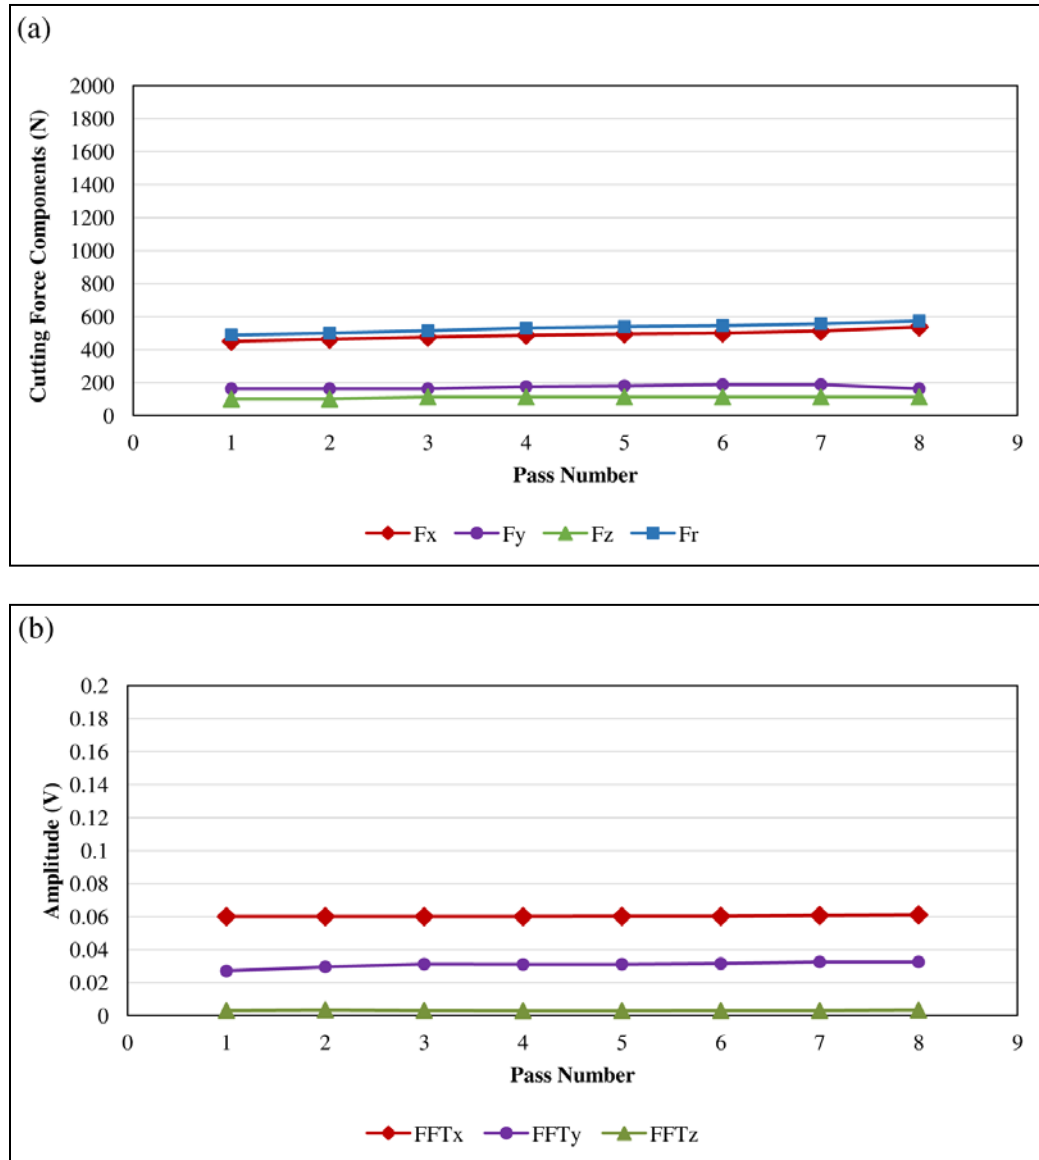 (a)
Cutting Force Components (N)
2000
1800
1600
1400
1200
1000
800
600
400
200
0
0 1 2 3 4 5 6 7 8 9
Pass Number
Fx Fy Fz Fr
(b)
Amplitude (V)
0.2
0.18
0.16
0.14
0.12
0.1
0.08
0.06
0.04
0.02
0
0 1 2 3 4 5 6 7 8 9
Pass Number
FFTx FFTy FFTz